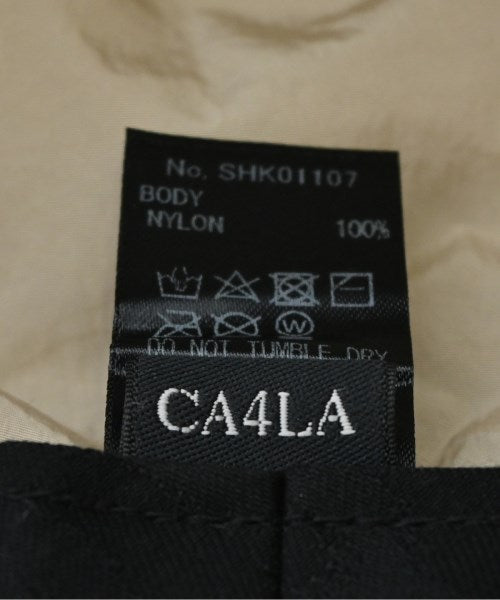 No. SHK01107
BODY
NYLON 100%
W
DO NOT TUMBLE DRY
CA4LA